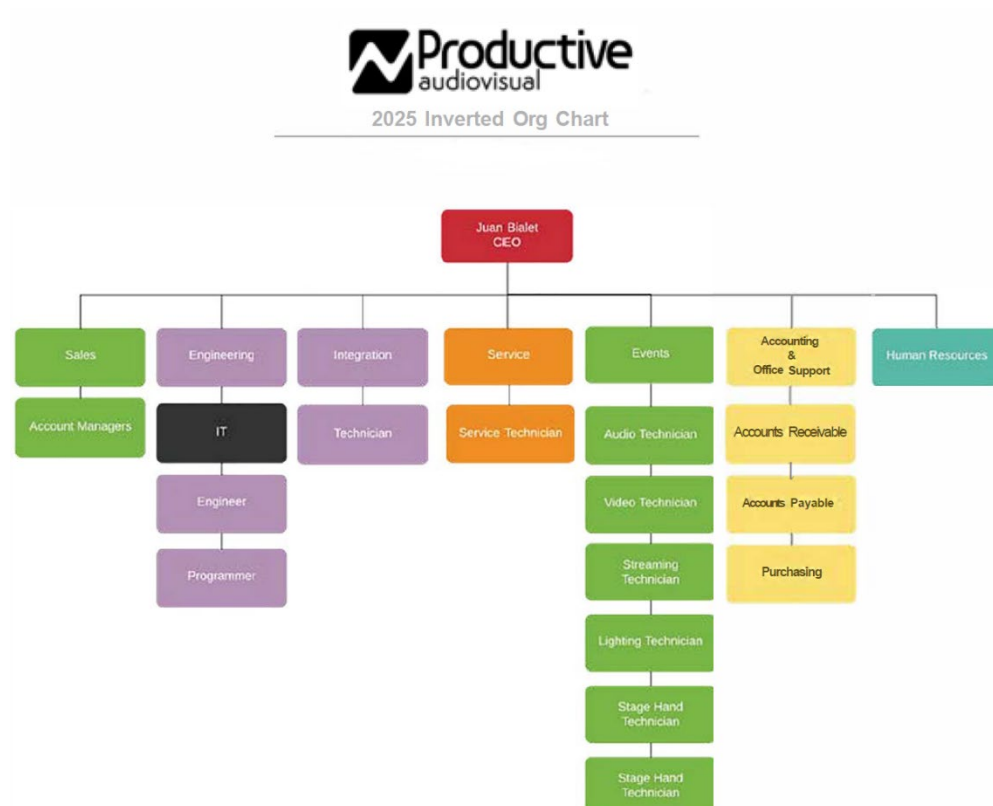 Productive
audiovisual
2025 Inverted Org Chart
Juan Bialet
CIEO
Sales
Engineering
Integration
Service
Events
Accounting
&
Office Support
Human Resources
Account Managers
IT
Technician
Service Technician
Audio Technician
Accounts Receivable
Engineer
Video Technician
Accounts Payable
Programmer
Streaming
Technician
Purchasing
Lighting Technician
Stage Hand
Technician
Stage Hand
Technician